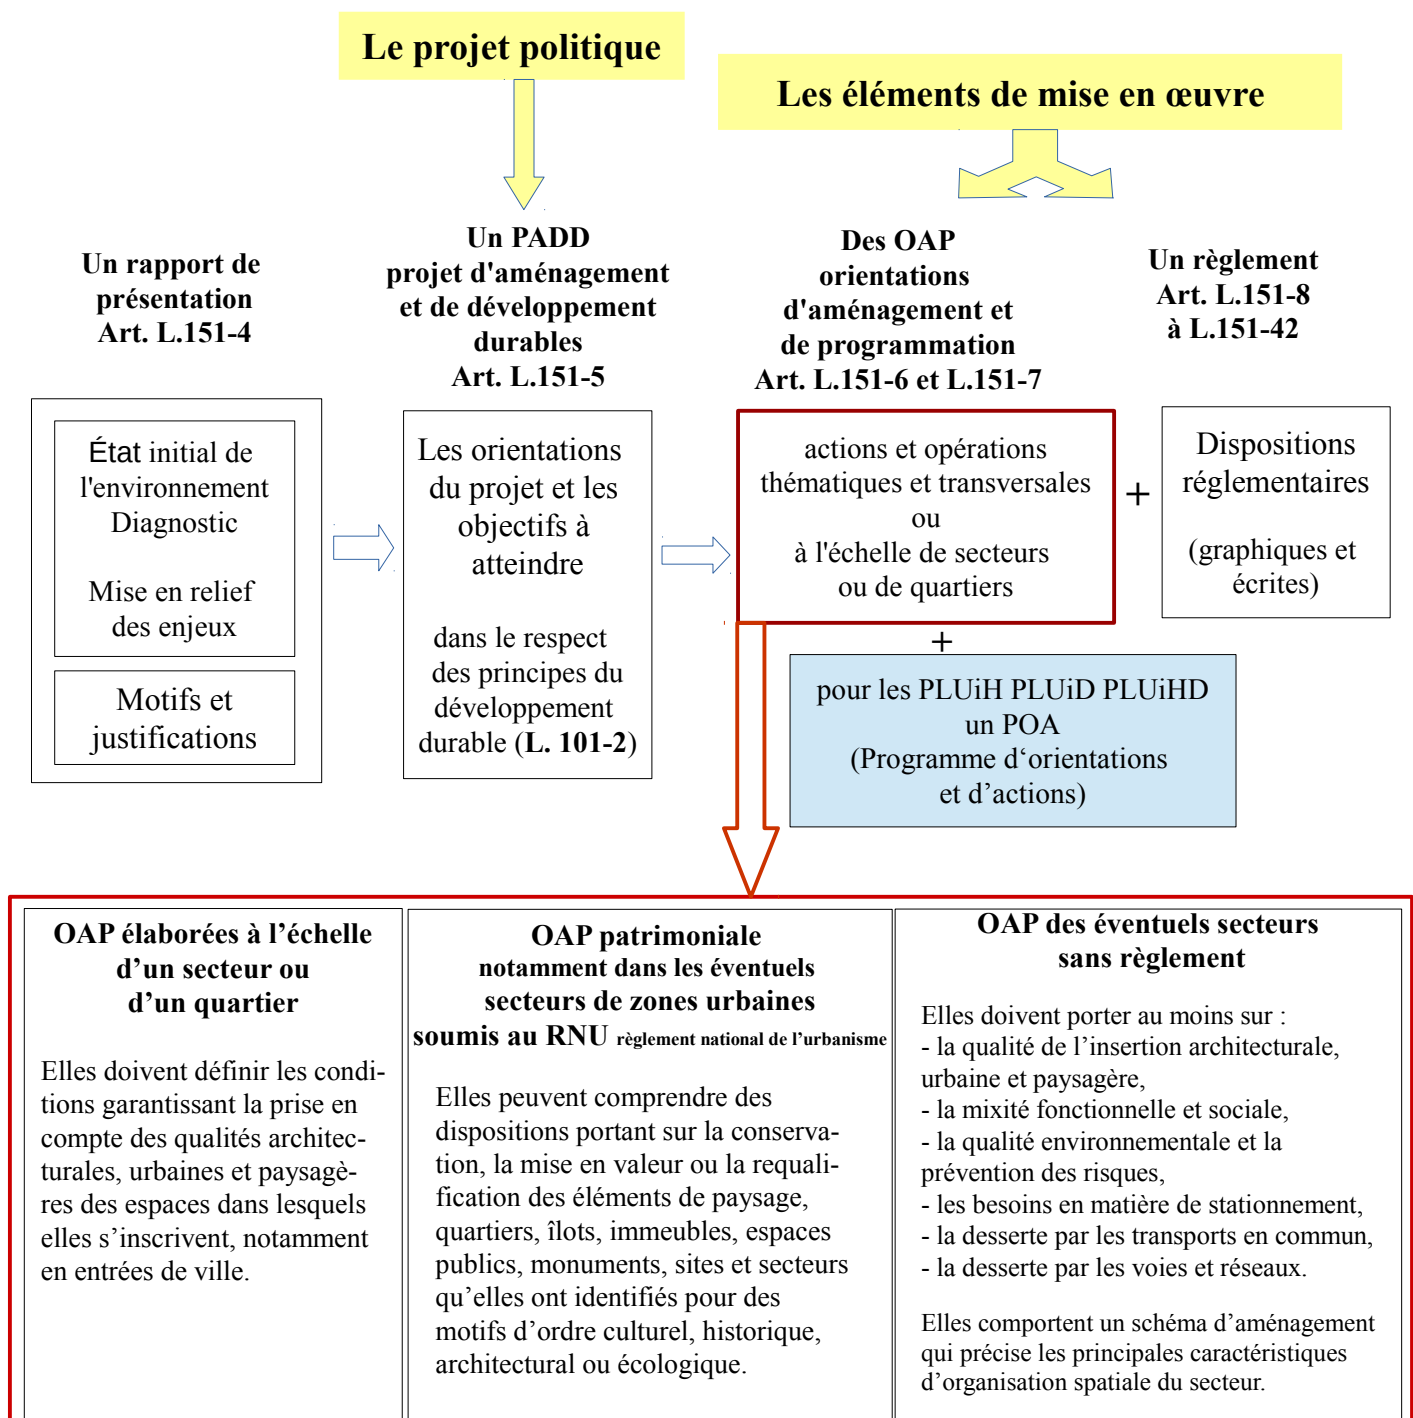 Le projet politique
Les éléments de mise en œuvre
Un rapport de
présentation
Art. L.151-4
Un PADD
projet d'aménagement
et de développement
durables
Art. L.151-5
Des OAP
orientations
d'aménagement et
de programmation
Art. L.151-6 et L.151-7
Un règlement
Art. L.151-8
à L.151-42
État initial de
l'environnement
Diagnostic
Mise en relief
des enjeux
Motifs et
justifications
Les orientations
du projet et les
objectifs à
atteindre
dans le respect
des principes du
développement
durable (L. 101-2)
actions et opérations
thématiques et transversales
ou
à l'échelle de secteurs
ou de quartiers
+
Dispositions
réglementaires
(graphiques et
écrites)
+
pour les PLUiH PLUiD PLUiHD
un POA
(Programme d‘orientations
et d’actions)
OAP élaborées à l’échelle
d’un secteur ou
d’un quartier
Elles doivent définir les condi-
tions garantissant la prise en
compte des qualités architec-
turales, urbaines et paysagè-
res des espaces dans lesquels
elles s’inscrivent, notamment
en entrées de ville.
OAP patrimoniale
notamment dans les éventuels
secteurs de zones urbaines
soumis au RNU règlement national de l’urbanisme
Elles peuvent comprendre des
dispositions portant sur la conserva-
tion, la mise en valeur ou la requali-
fication des éléments de paysage,
quartiers, îlots, immeubles, espaces
publics, monuments, sites et secteurs
qu’elles ont identifiés pour des
motifs d’ordre culturel, historique,
architectural ou écologique.
OAP des éventuels secteurs
sans règlement
Elles doivent porter au moins sur :
- la qualité de l’insertion architecturale,
urbaine et paysagère,
- la mixité fonctionnelle et sociale,
- la qualité environnementale et la
prévention des risques,
- les besoins en matière de stationnement,
- la desserte par les transports en commun,
- la desserte par les voies et réseaux.
Elles comportent un schéma d’aménagement
qui précise les principales caractéristiques
d’organisation spatiale du secteur.